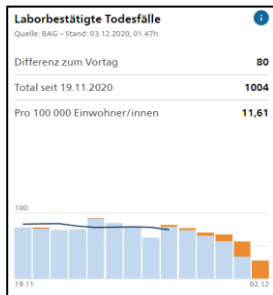 Laborbestätigte Todesfälle
i
Quelle: BAG – Stand: 03.12.2020, 01.47h
Differenz zum Vortag 80
Total seit 19.11.2020 1004
Pro 100 000 Einwohner/innen 11,61
100
19.11 02.12